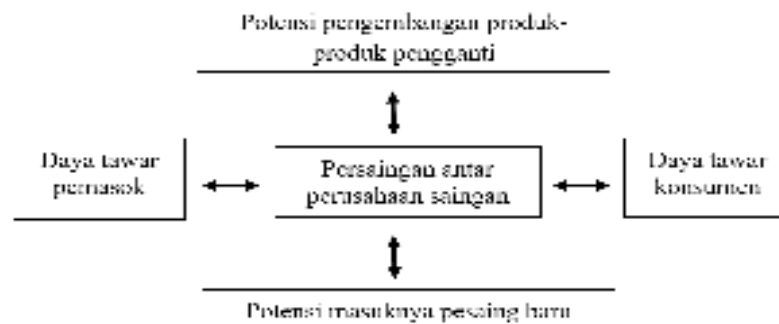 Potensi pengembangan produk-
produk pengganti
Daya tawar
pemasok
Persaingan antar
perusahaan saingan
Daya tawar
konsumen
Potensi masuknya pesaing baru